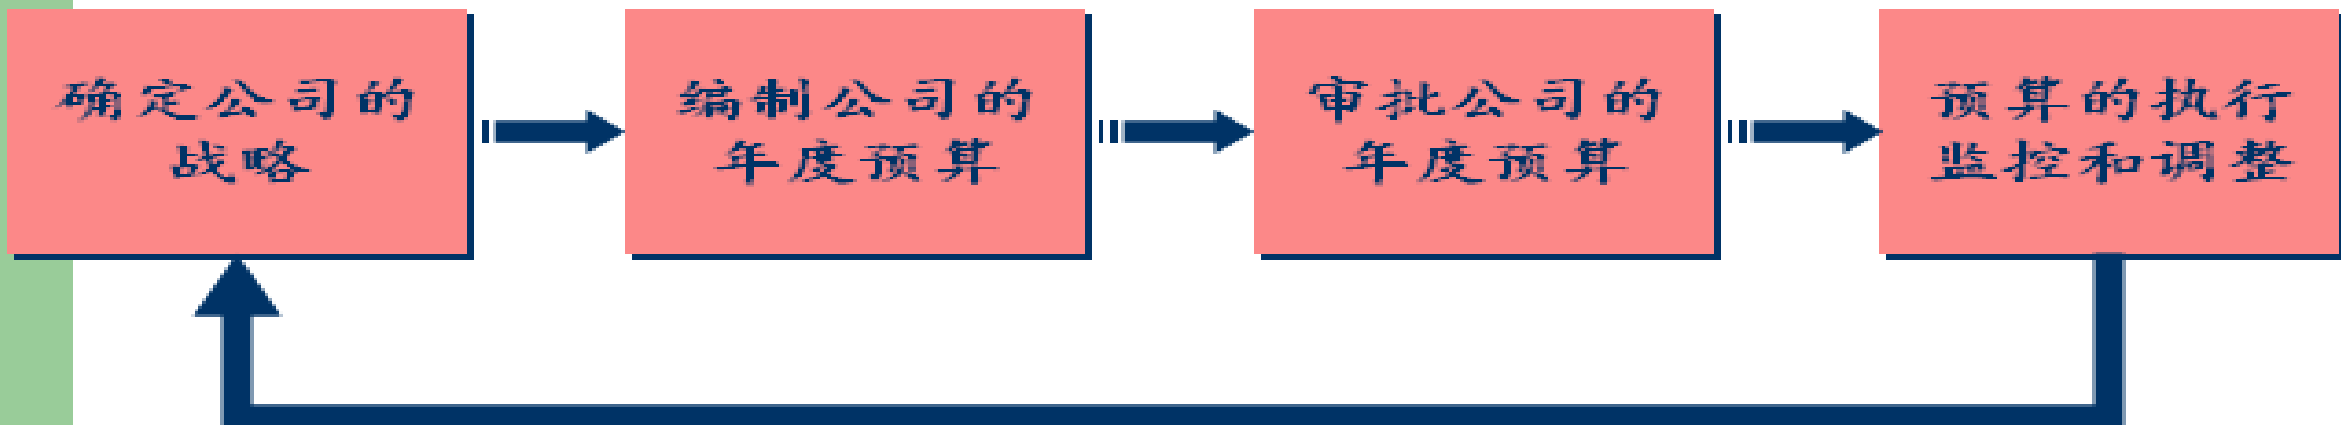 确定公司的
战略
编制公司的
年度预算
审批公司的
年度预算
预算的执行
监控和调整